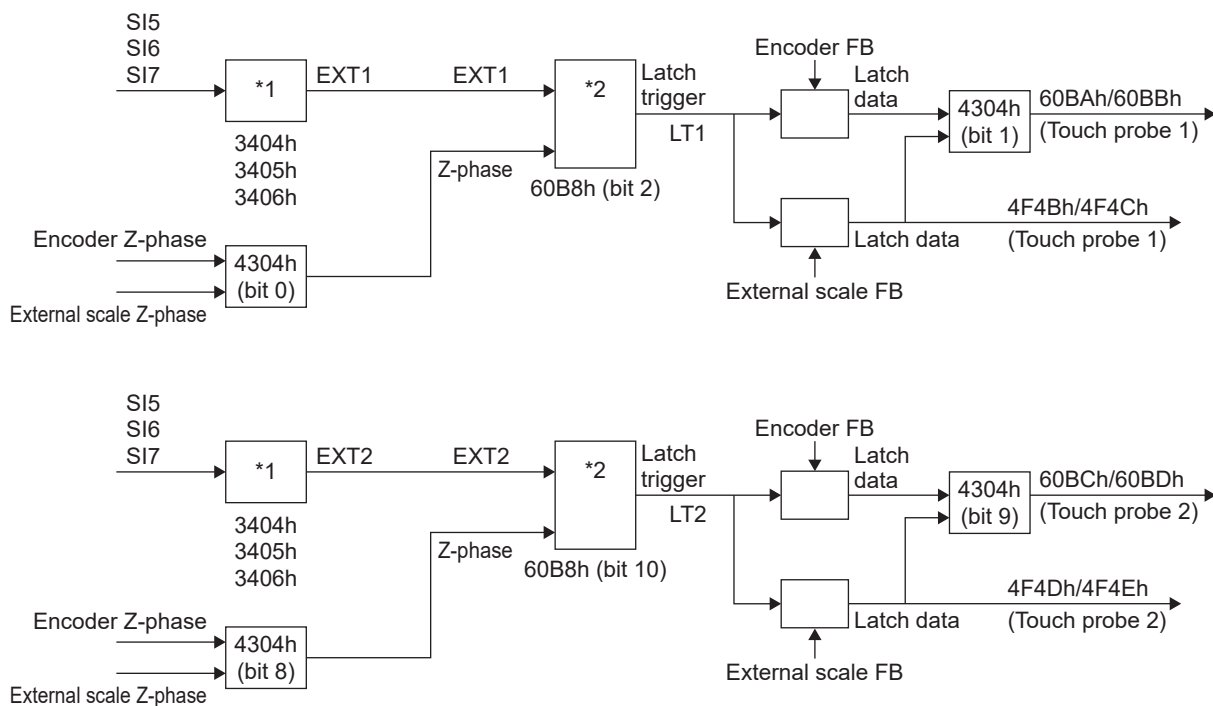 SI5
SI6
SI7
*1
EXT1
EXT1
3404h
3405h
3406h
Encoder Z-phase
External scale Z-phase
4304h
(bit 0)
Z-phase
*2
60B8h (bit 2)
Latch
trigger
LT1
Encoder FB
Latch
data
4304h
(bit 1)
60BAh/60BBh
(Touch probe 1)
Latch data
External scale FB
4F4Bh/4F4Ch
(Touch probe 1)
SI5
SI6
SI7
*1
EXT2
EXT2
3404h
3405h
3406h
Encoder Z-phase
External scale Z-phase
4304h
(bit 8)
Z-phase
*2
60B8h (bit 10)
Latch
trigger
LT2
Encoder FB
Latch
data
4304h
(bit 9)
60BCh/60BDh
(Touch probe 2)
Latch data
External scale FB
4F4Dh/4F4Eh
(Touch probe 2)